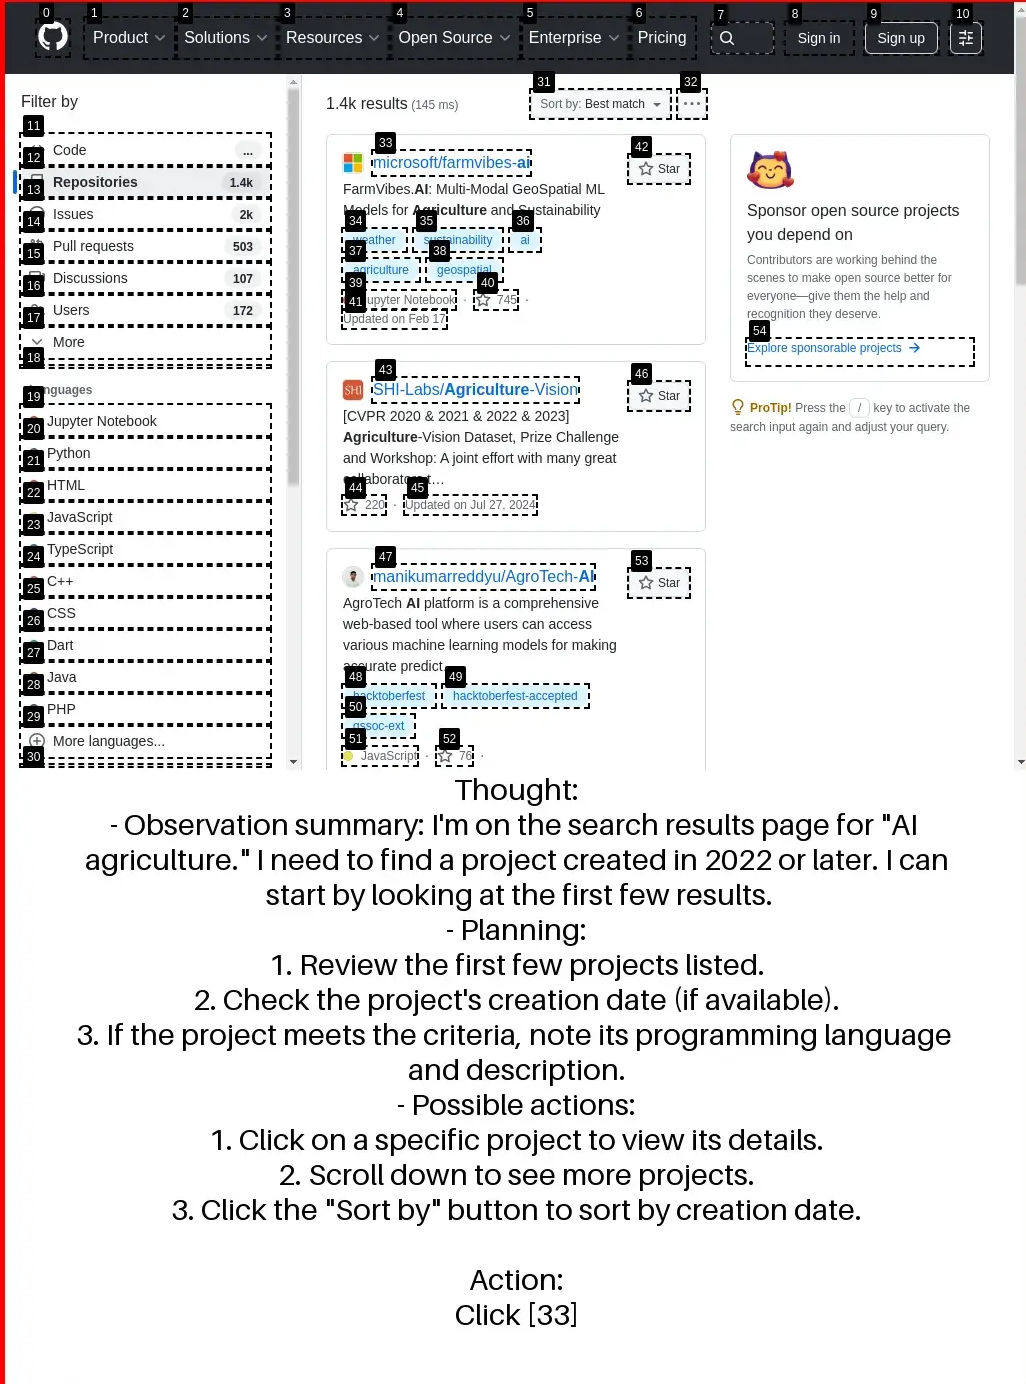 0 1 2 3 4 5 6 7 8 9 10
Product Solutions Resources Open Source Enterprise Pricing Sign in Sign up
Filter by
11
12 Code ...
13 Repositories 1.4k
14 Issues 2k
15 Pull requests 503
16 Discussions 107
17 Users 172
More
18
19
20 Jupyter Notebook
21 Python
22 HTML
23 JavaScript
24 TypeScript
25 C++
26 CSS
27 Dart
28 Java
29 PHP
More languages...
30
1.4k results (145 ms)
31 32
Sort by: Best match ...
33 42
microsoft/farmvibes-ai Star
FarmVibes.AI: Multi-Modal GeoSpatial ML
Models for Agriculture and Sustainability
34 35 36
weather sustainability ai
37 38
agriculture geospatial
39 40
Jupyter Notebook · 745 ·
41
Updated on Feb 17
43 46
SHI SHI-Labs/Agriculture-Vision Star
[CVPR 2020 & 2021 & 2022 & 2023]
Agriculture-Vision Dataset, Prize Challenge
and Workshop: A joint effort with many great
collaborators t…
44 45
220 · Updated on Jul 27, 2024
47 53
manikumarreddyu/AgroTech-AI Star
AgroTech AI platform is a comprehensive
web-based tool where users can access
various machine learning models for making
accurate predict
48 49
hacktoberfest hacktoberfest-accepted
50
gssoc-ext
51 52
JavaScript · 76 ·
Sponsor open source projects
you depend on
Contributors are working behind the
scenes to make open source better for
everyone—give them the help and
recognition they deserve.
54
Explore sponsorable projects →
ProTip! Press the / key to activate the
search input again and adjust your query.
Thought:
- Observation summary: I'm on the search results page for "AI
agriculture." I need to find a project created in 2022 or later. I can
start by looking at the first few results.
- Planning:
1. Review the first few projects listed.
2. Check the project's creation date (if available).
3. If the project meets the criteria, note its programming language
and description.
- Possible actions:
1. Click on a specific project to view its details.
2. Scroll down to see more projects.
3. Click the "Sort by" button to sort by creation date.
Action:
Click [33]